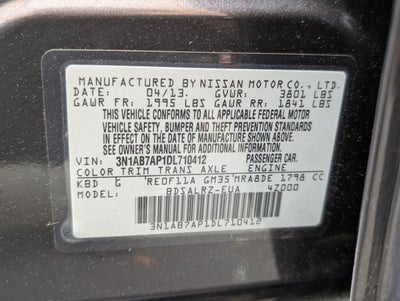 MANUFACTURED BY NISSAN MOTOR CO., LTD.
DATE: 04/13 GVWR: 3801 LBS
GAWR FR: 1995 LBS GAWR RR: 1841 LBS
THIS VEHICLE CONFORMS TO ALL APPLICABLE FEDERAL MOTOR
VEHICLE SAFETY, BUMPER AND THEFT PREVENTION STANDARDS
IN EFFECT ON THE DATE OF MANUFACTURE SHOWN ABOVE.
SEE OWNER'S MANUAL FOR ADDITIONAL INFORMATION.
VIN: 3N1AB7AP1DL710412 PASSENGER CAR
COLOR TRIM TRANS AXLE ENGINE
KBD G RE0F11A GM35 MRA8DE 1798 CC
MODEL: BDSALRZ-EUA 4Z000
3N1AB7AP1DL710412